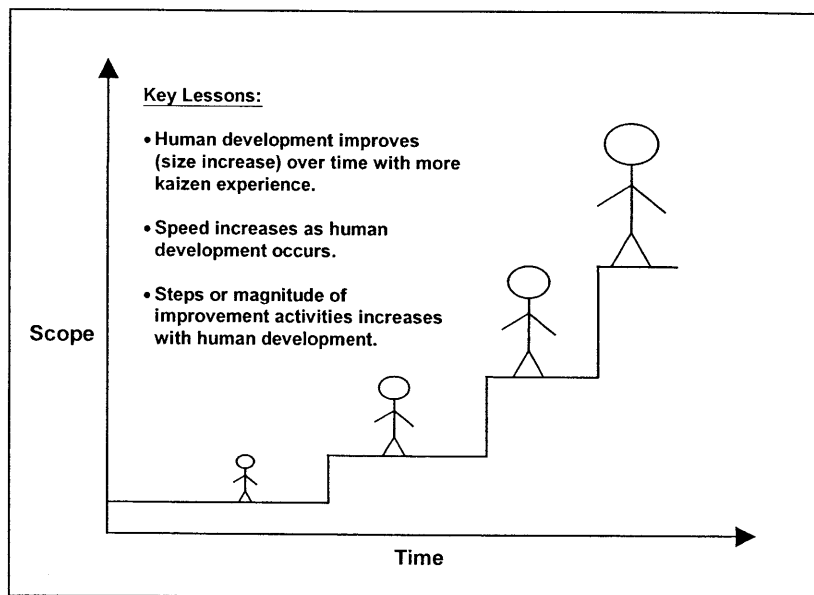 Key Lessons:
• Human development improves
(size increase) over time with more
kaizen experience.
• Speed increases as human
development occurs.
• Steps or magnitude of
improvement activities increases
with human development.
Scope
Time